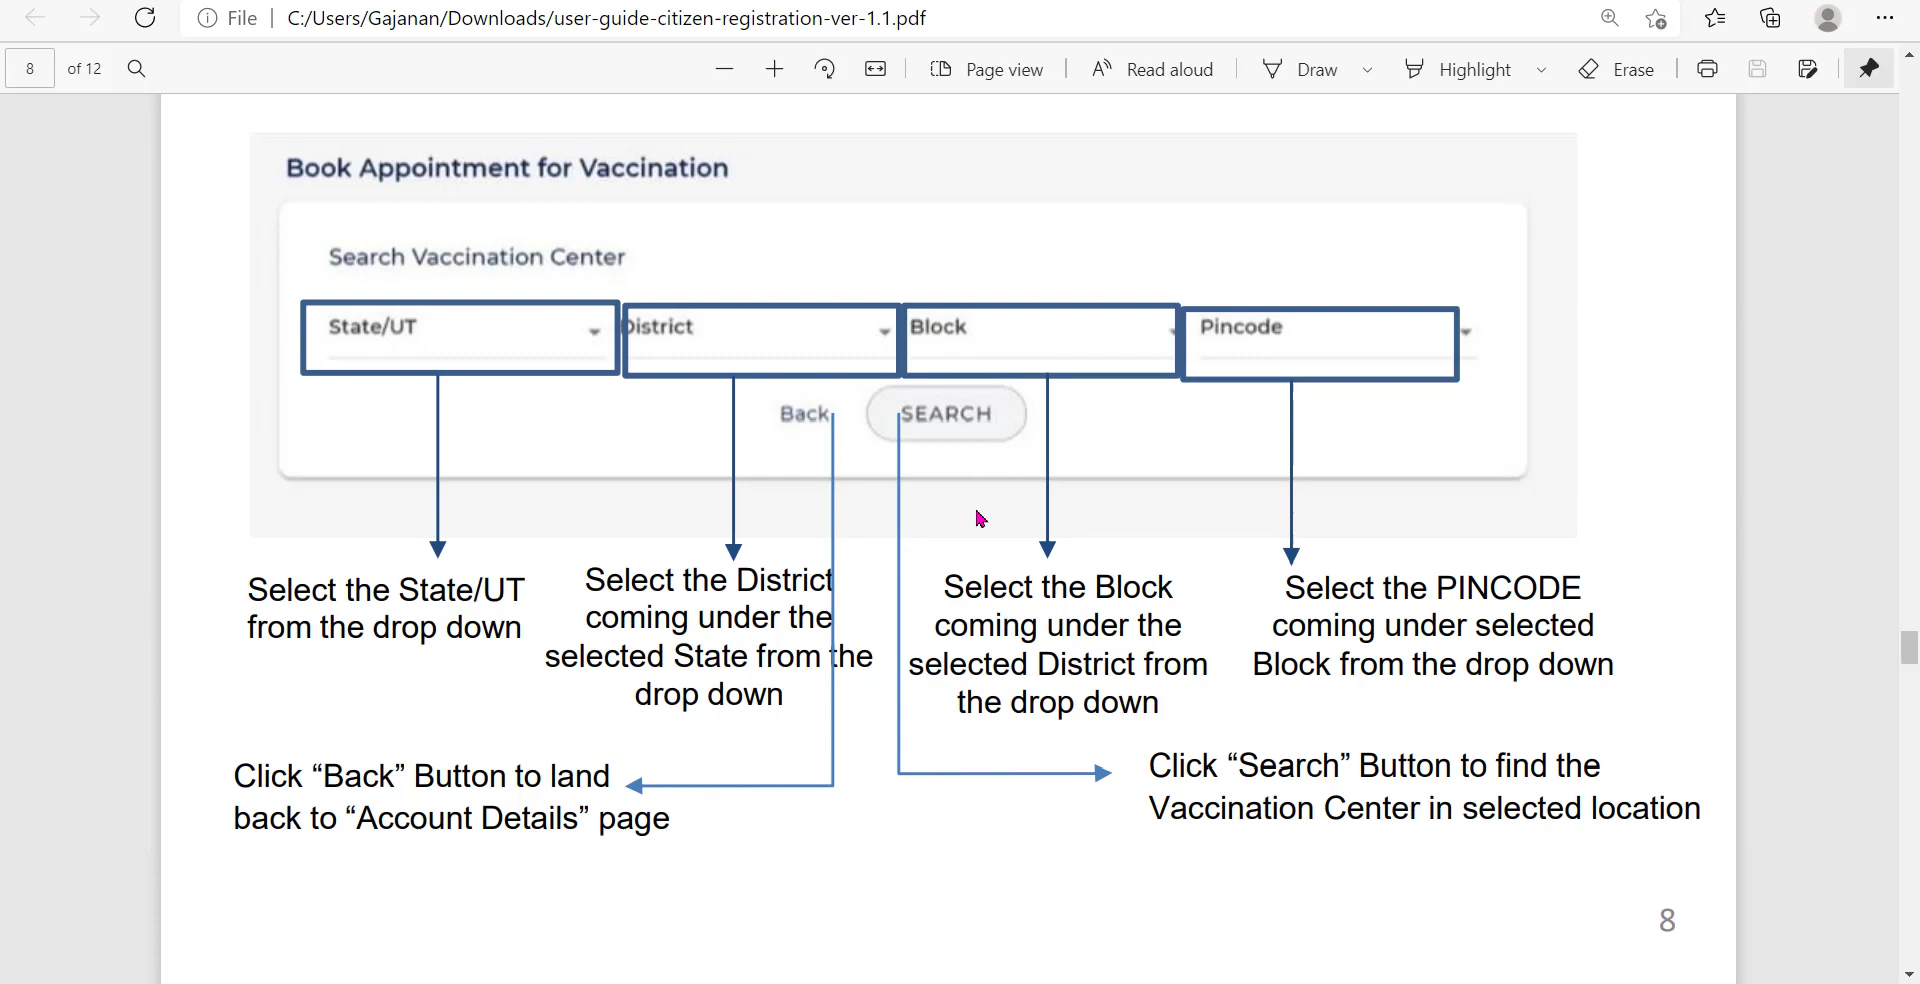 File C:/Users/Gajanan/Downloads/user-guide-citizen-registration-ver-1.1.pdf
8 of 12 Page view Read aloud Draw Highlight Erase
Book Appointment for Vaccination
Search Vaccination Center
State/UT District Block Pincode
Back SEARCH
Select the State/UT
from the drop down
Select the District
coming under the
selected State from the
drop down
Select the Block
coming under the
selected District from
the drop down
Select the PINCODE
coming under selected
Block from the drop down
Click “Back” Button to land
back to “Account Details” page
Click “Search” Button to find the
Vaccination Center in selected location
8